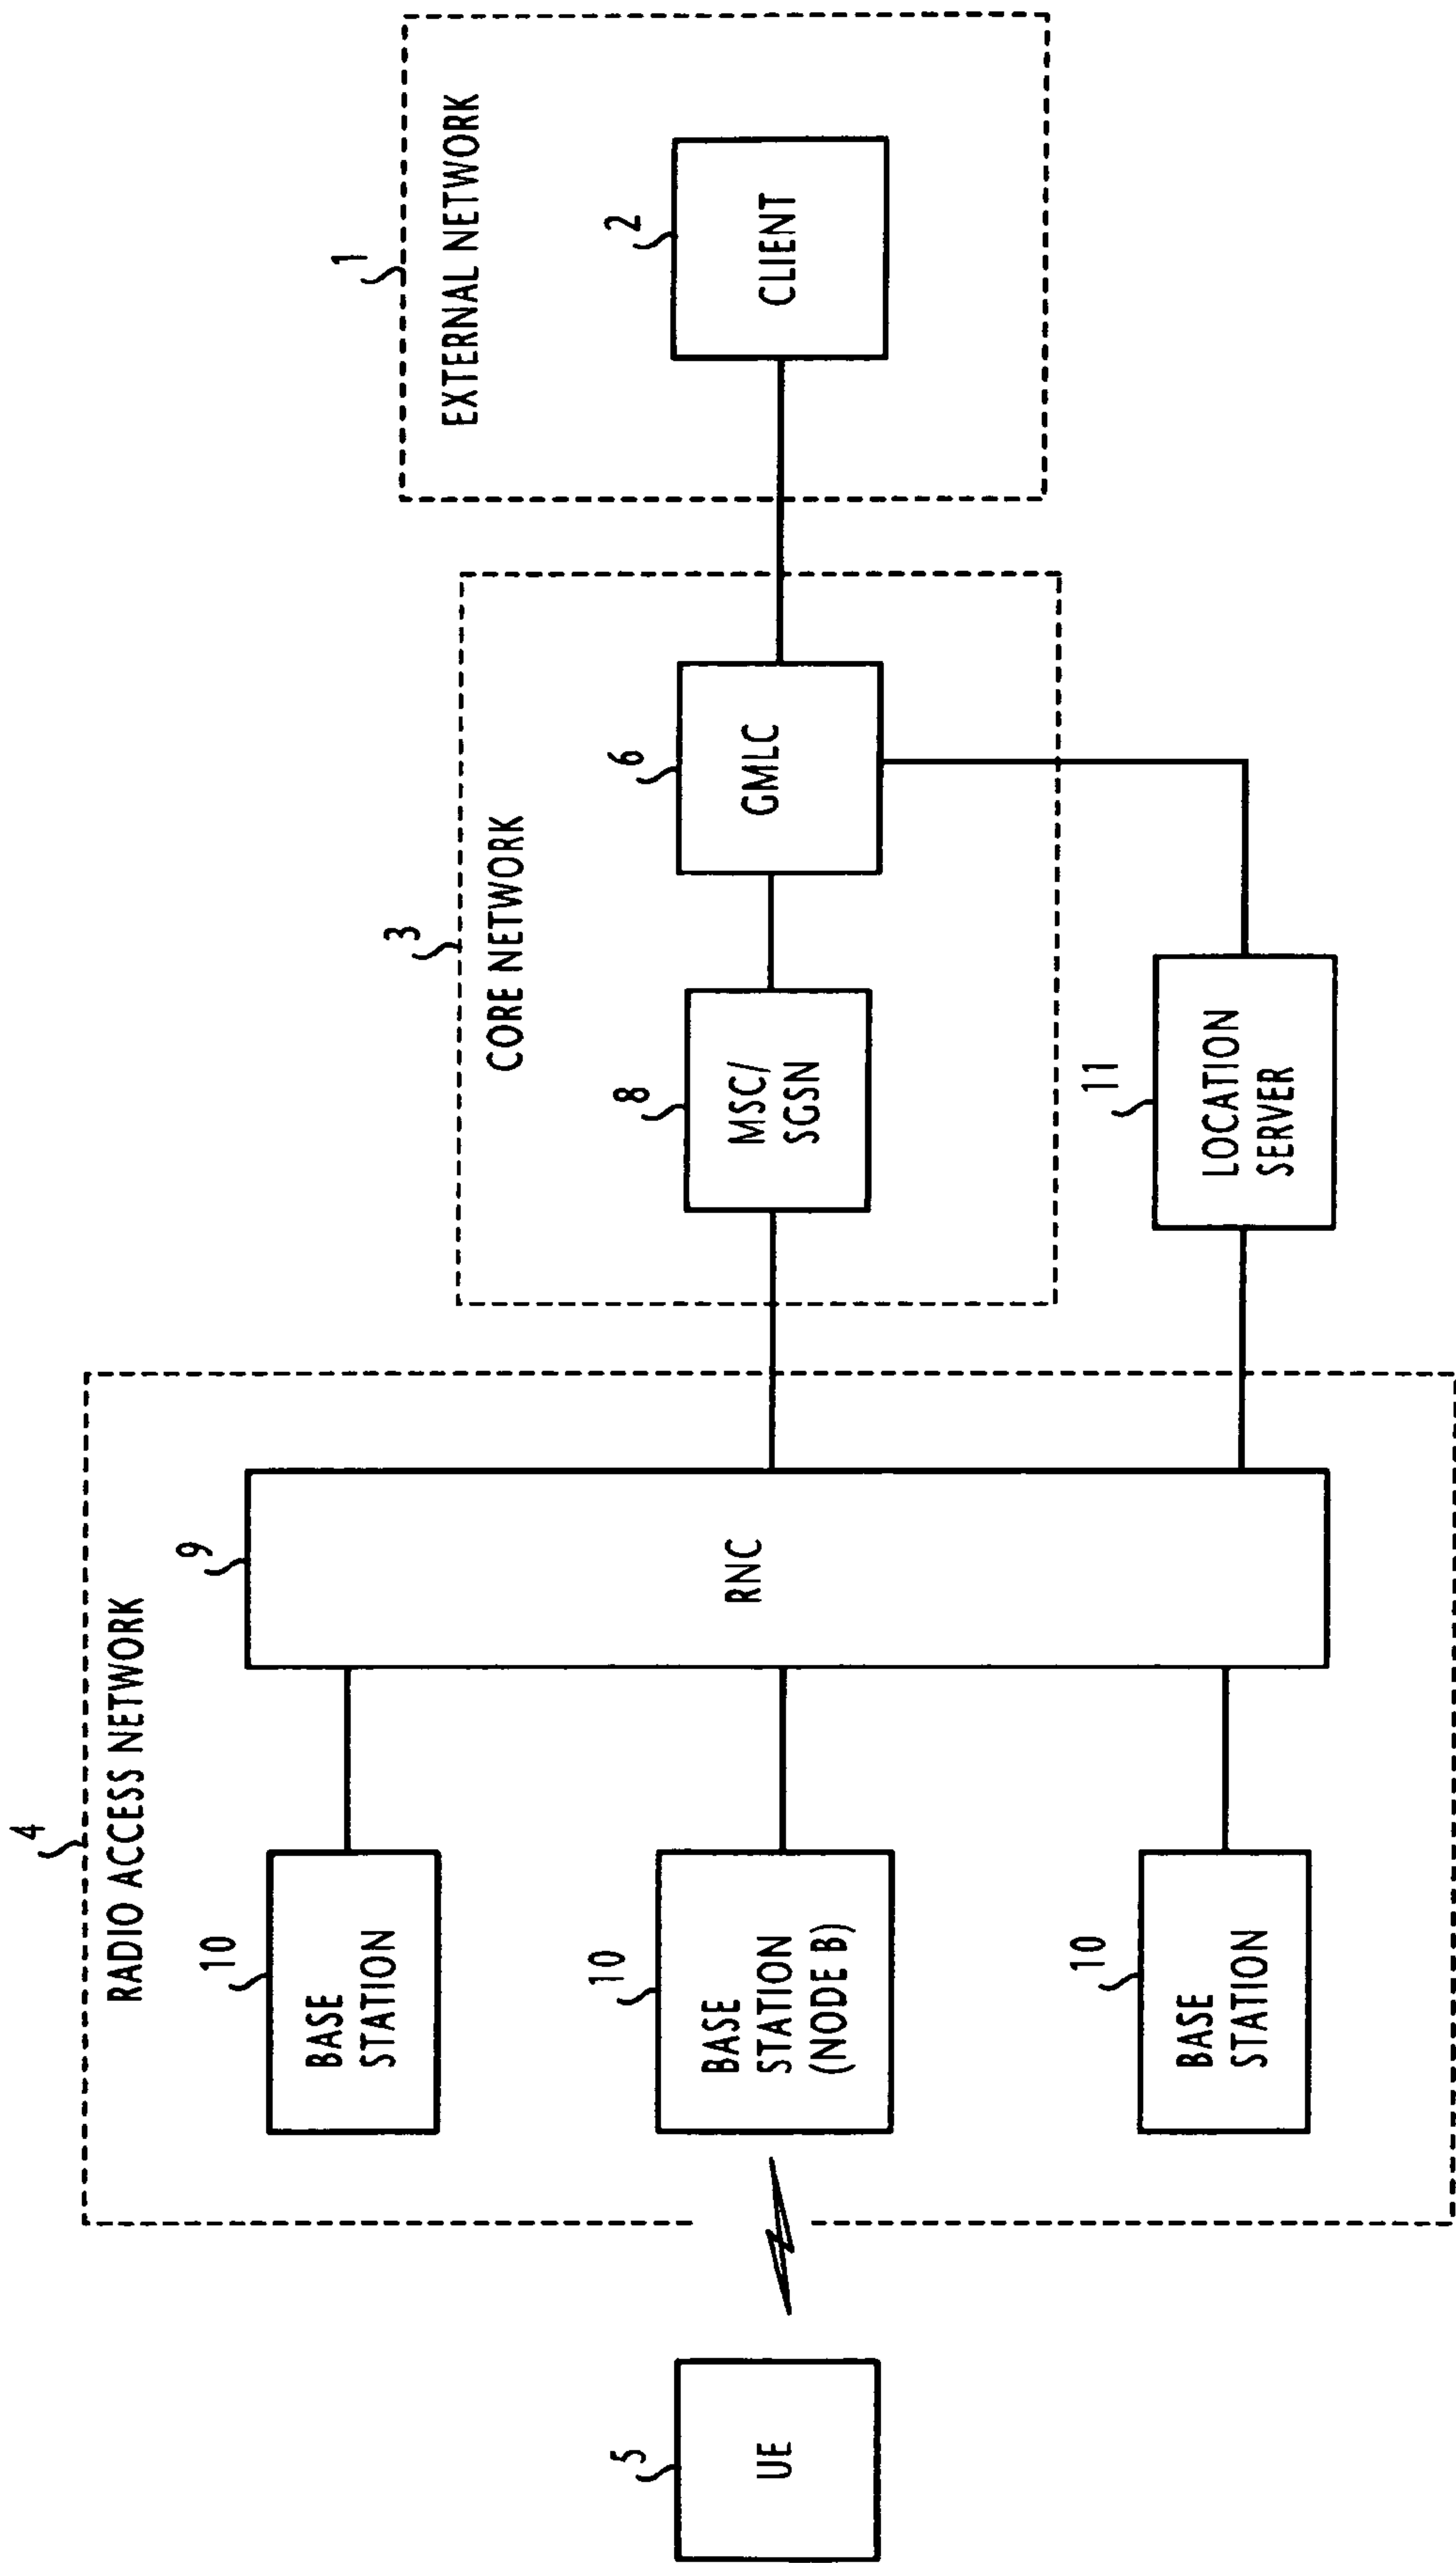 4
RADIO ACCESS NETWORK
10
BASE
STATION
10
BASE
STATION
(NODE B)
10
BASE
STATION
9
RNC
5
UE
3
CORE NETWORK
8
MSC/
SGSN
6
GMLC
11
LOCATION
SERVER
1
EXTERNAL NETWORK
2
CLIENT